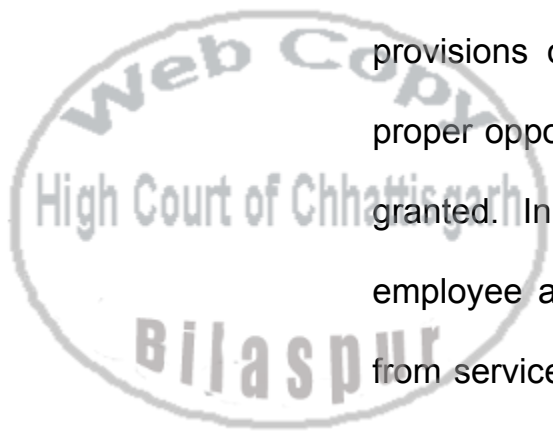 Web Copy
High Court of Chhattisgarh
Bilaspur
provisions
proper
granted. In
employee
from service